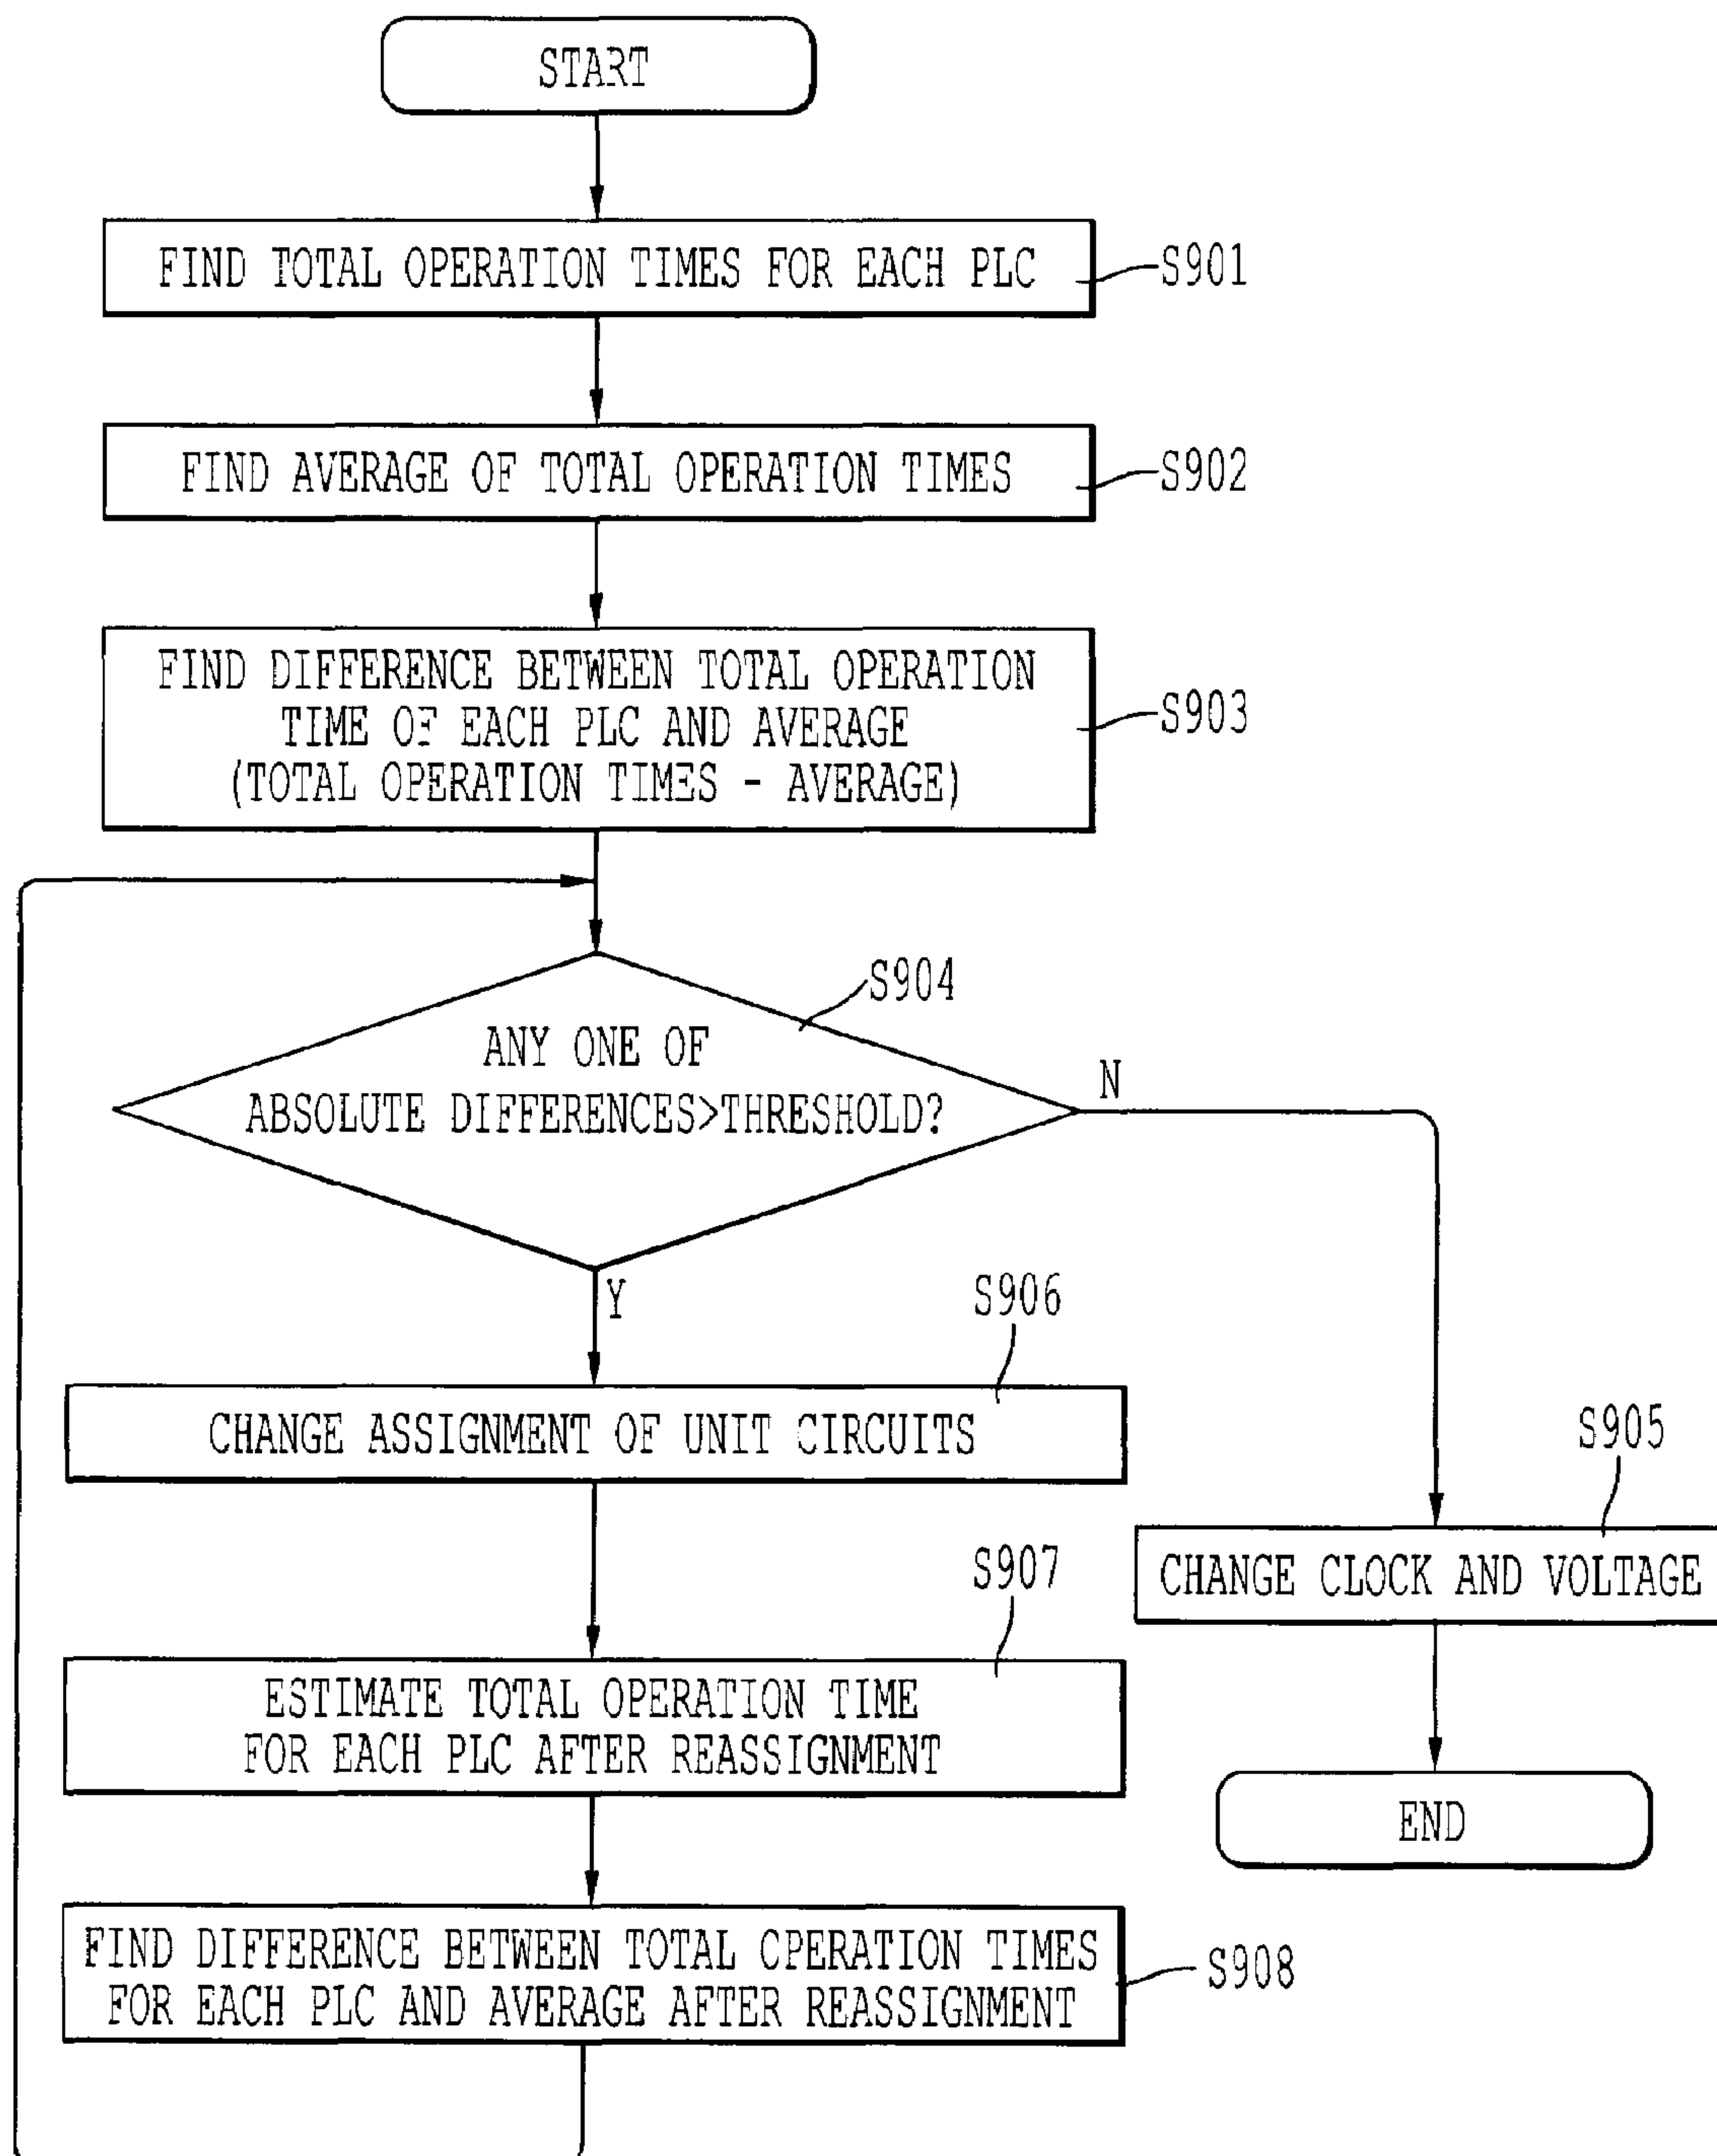 START
FIND TOTAL OPERATION TIMES FOR EACH PLC
S901
FIND AVERAGE OF TOTAL OPERATION TIMES
S902
FIND DIFFERENCE BETWEEN TOTAL OPERATION
TIME OF EACH PLC AND AVERAGE
(TOTAL OPERATION TIMES - AVERAGE)
S903
S904
ANY ONE OF
ABSOLUTE DIFFERENCES>THRESHOLD?
N
Y
S906
CHANGE ASSIGNMENT OF UNIT CIRCUITS
S905
CHANGE CLOCK AND VOLTAGE
S907
ESTIMATE TOTAL OPERATION TIME
FOR EACH PLC AFTER REASSIGNMENT
END
FIND DIFFERENCE BETWEEN TOTAL OPERATION TIMES
FOR EACH PLC AND AVERAGE AFTER REASSIGNMENT
S908